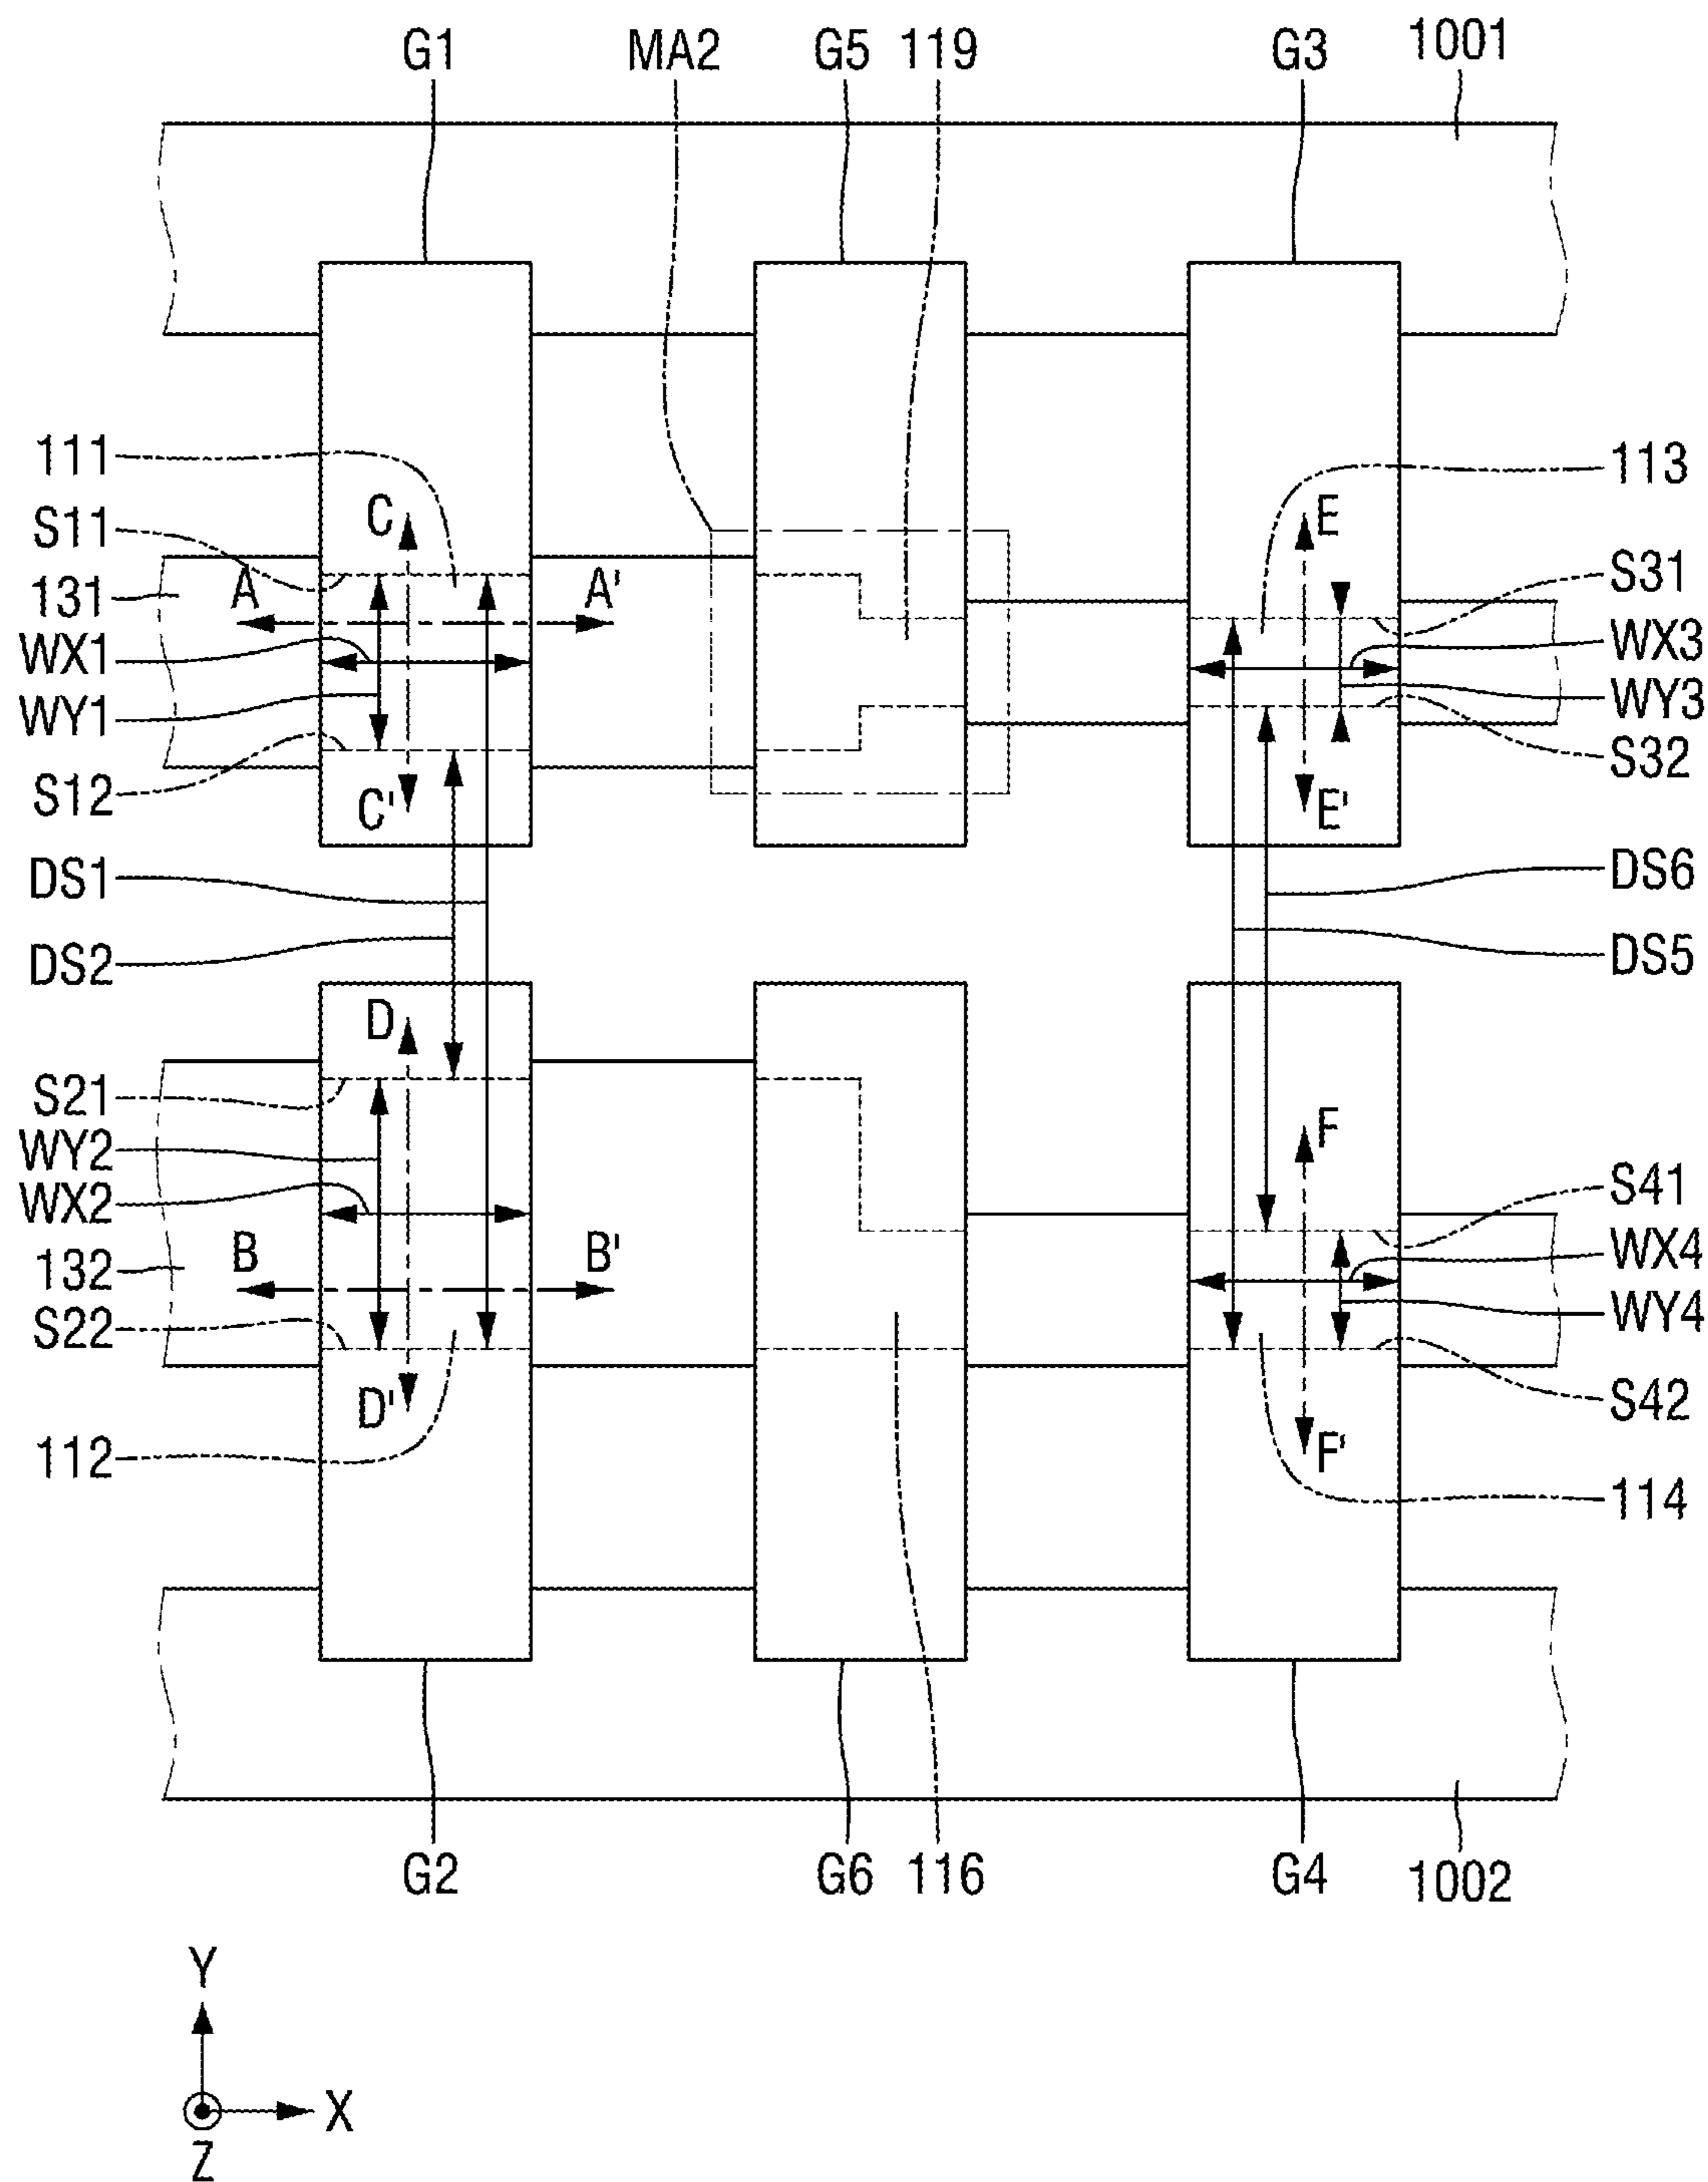 G1 MA2 G5 119 G3 1001
111
S11
131
WX1
WY1
S12
DS1
DS2
C
A A'
C'
113
S31
WX3
WY3
S32
DS6
DS5
E
E'
S21
WY2
WX2
132
S22
112
D
B B'
D'
S41
WX4
WY4
S42
114
F
F'
G2 G6 116 G4 1002
Y
X
Z